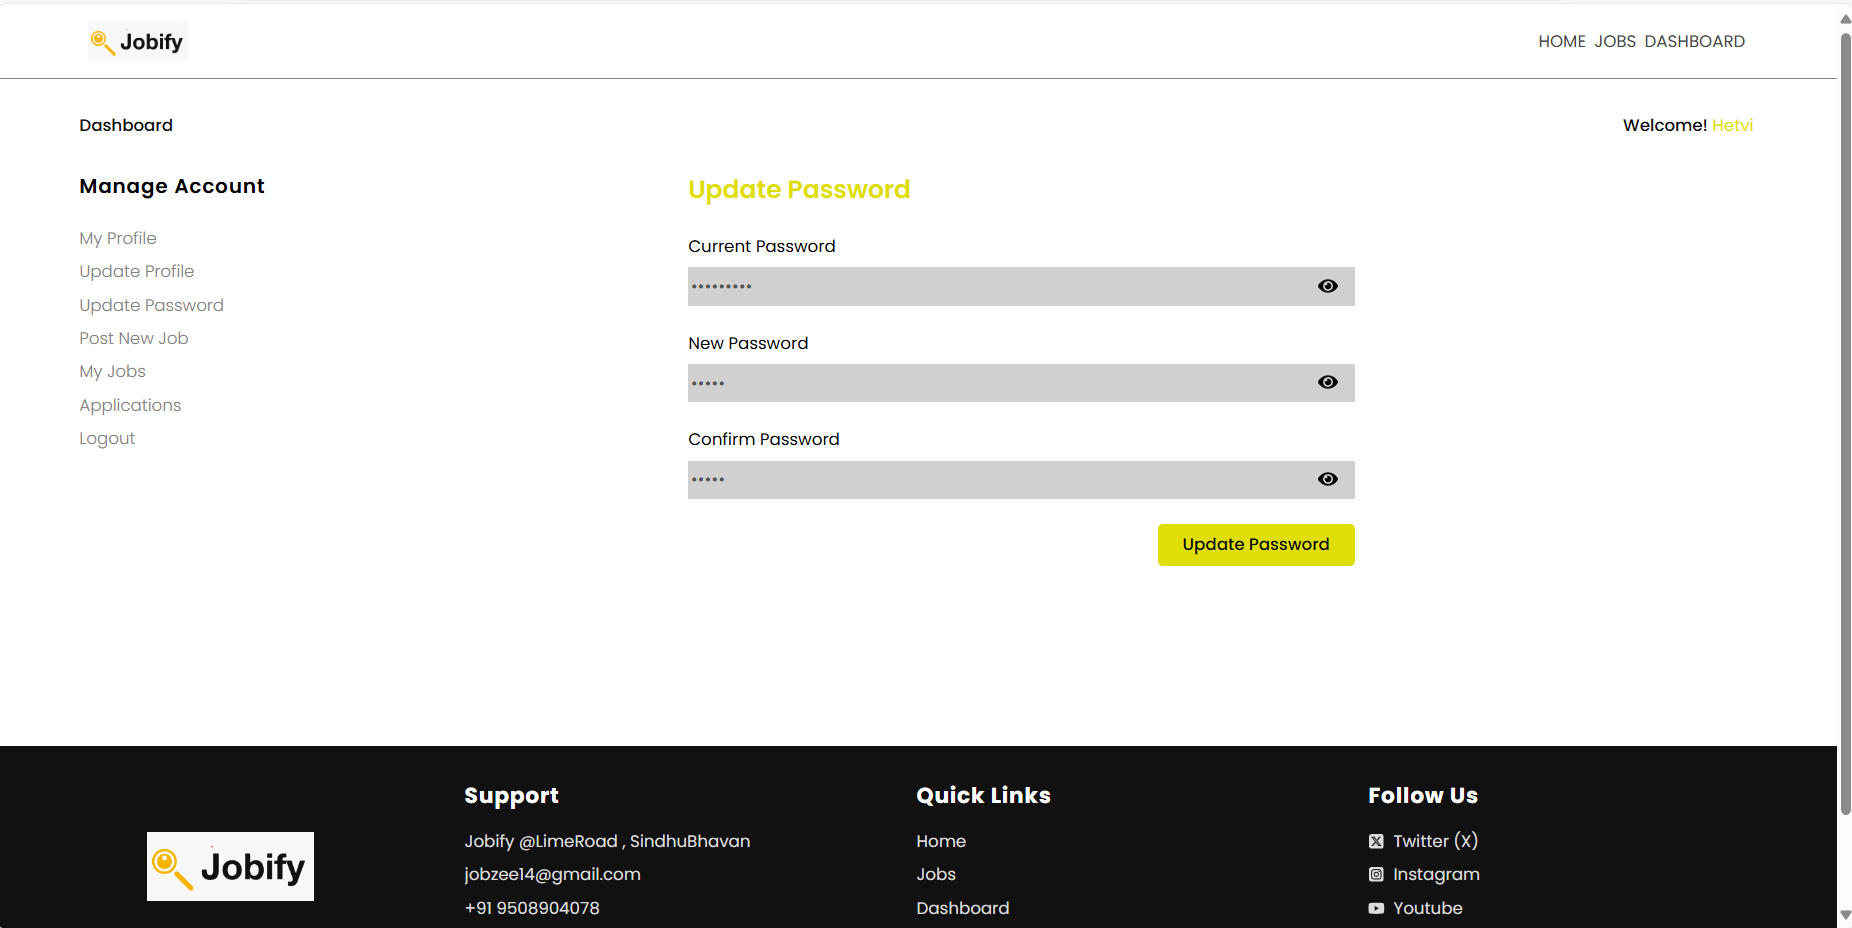 Jobify
HOME JOBS DASHBOARD
Dashboard
Welcome! Hetvi
Manage Account
My Profile
Update Profile
Update Password
Post New Job
My Jobs
Applications
Logout
Update Password
Current Password
•••••••••
New Password
•••••
Confirm Password
•••••
Update Password
Jobify
Support
Jobify @LimeRoad , SindhuBhavan
jobzee14@gmail.com
+91 9508904078
Quick Links
Home
Jobs
Dashboard
Follow Us
Twitter (X)
Instagram
Youtube